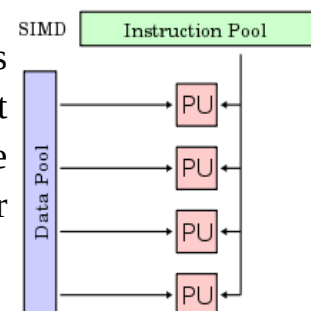 SIMD
Instruction Pool
s
t
e
r
Data Pool
PU
PU
PU
PU